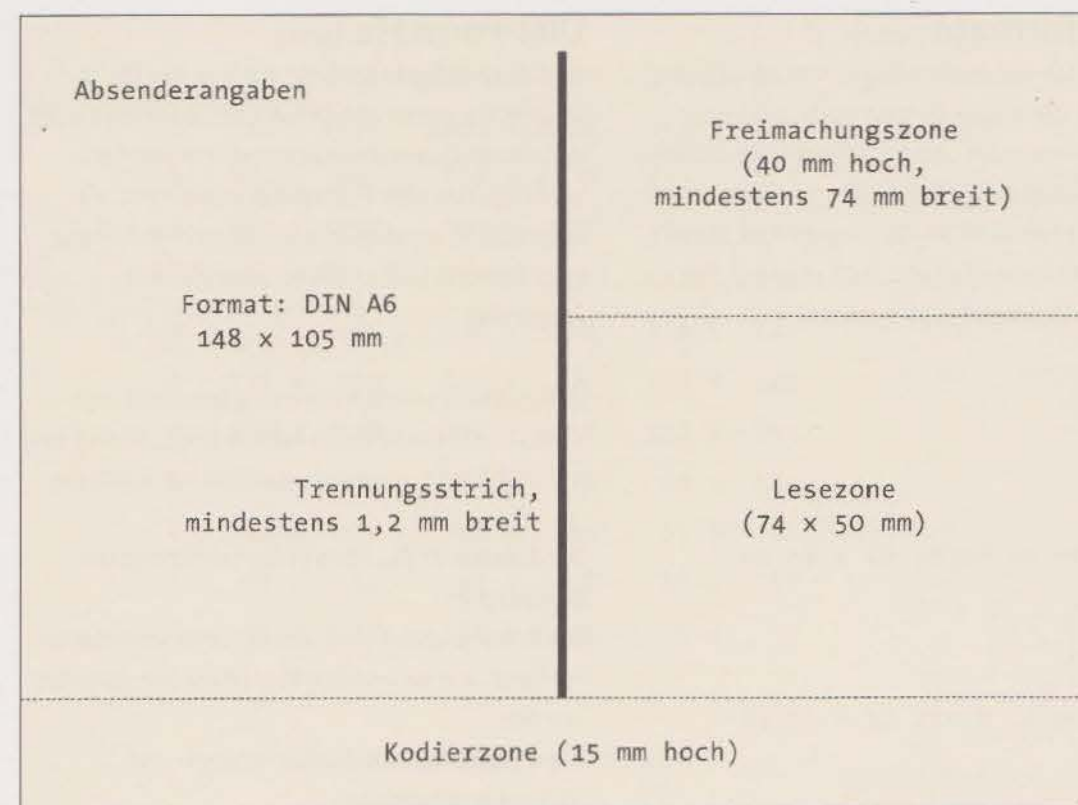 Absenderangaben
Freimachungszone
(40 mm hoch,
mindestens 74 mm breit)
Format: DIN A6
148 x 105 mm
Trennungsstrich,
mindestens 1,2 mm breit
Lesezone
(74 x 50 mm)
Kodierzone (15 mm hoch)